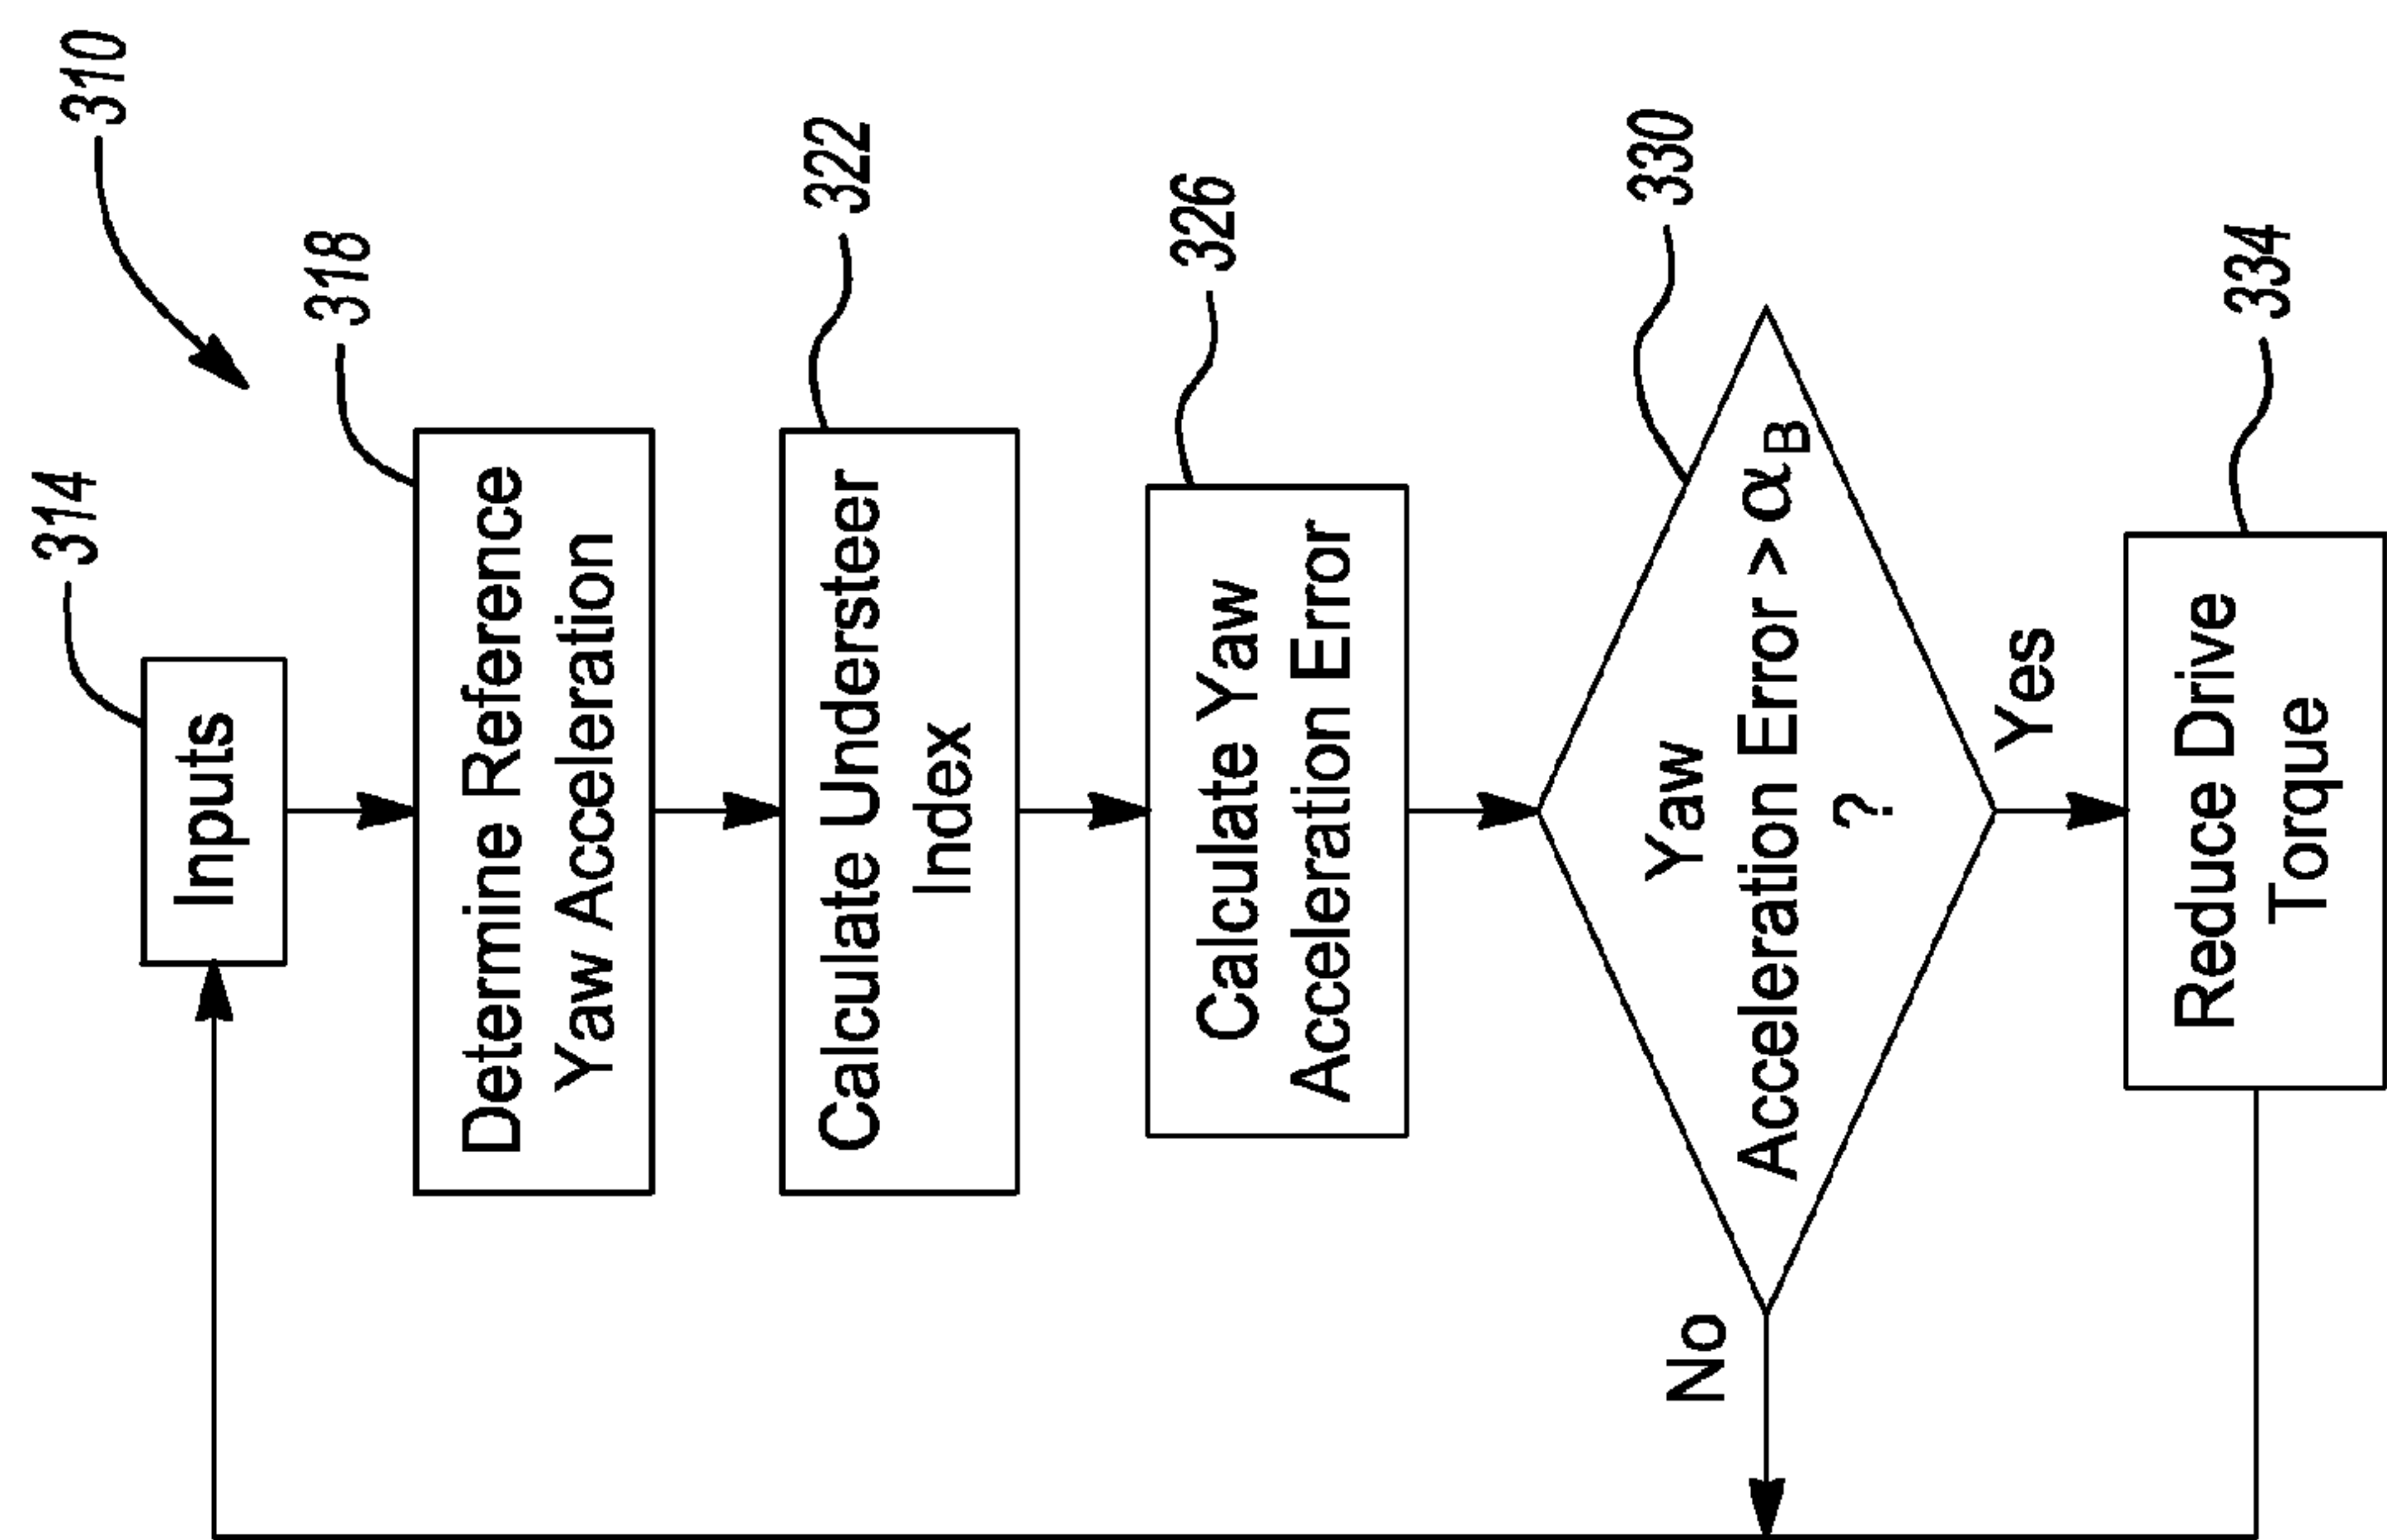 310
314
Inputs
318
Determine Reference
Yaw Acceleration
322
Calculate Understeer
Index
326
Calculate Yaw
Acceleration Error
330
Yaw
Acceleration Error > αB
?
No
Yes
334
Reduce Drive
Torque